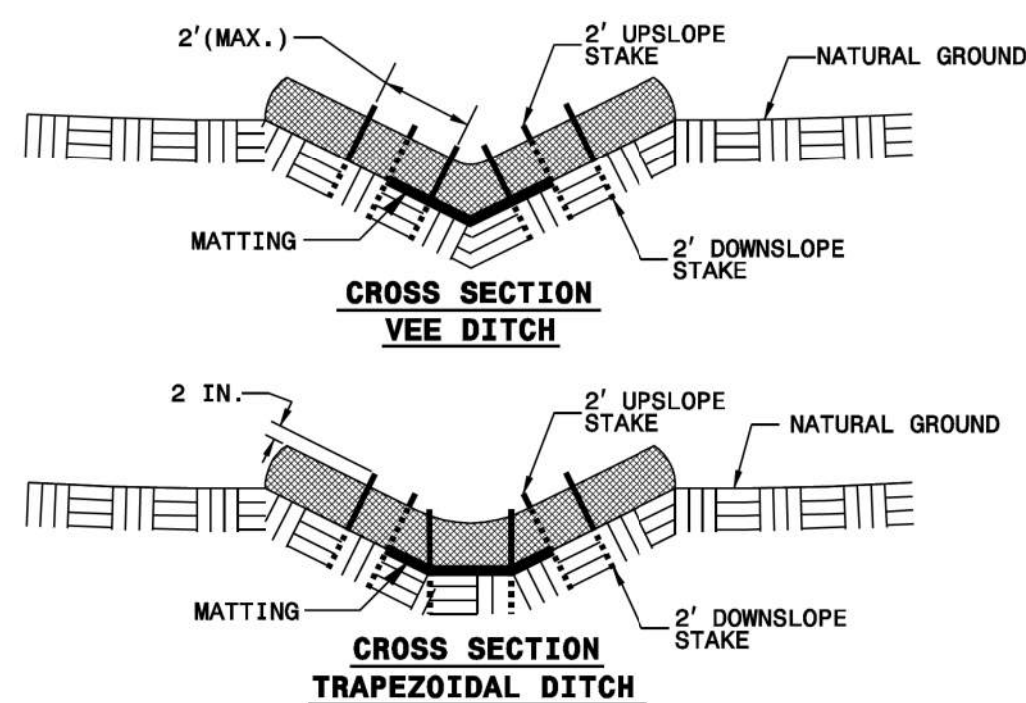 2'(MAX.)
2' UPSLOPE
STAKE
NATURAL GROUND
MATTING
2' DOWNSLOPE
STAKE
CROSS SECTION
VEE DITCH
2 IN.
2' UPSLOPE
STAKE
NATURAL GROUND
MATTING
2' DOWNSLOPE
STAKE
CROSS SECTION
TRAPEZOIDAL DITCH